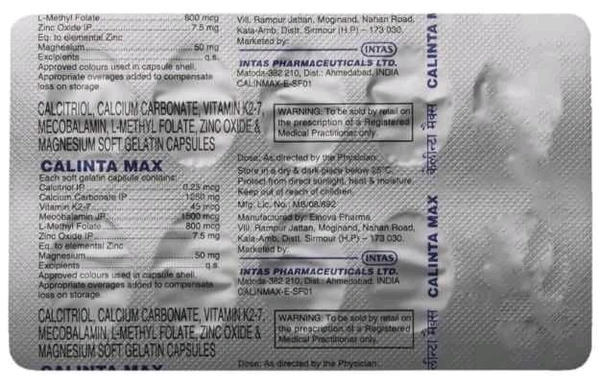 L-Methyl Folate 800 mcg
Zinc Oxide IP 7.5 mg
Eq. to elemental Zinc
Magnesium 50 mg
Excipients q.s.
Approved colours used in capsule shell.
Appropriate overages added to compensate
loss on storage.
CALCITRIOL, CALCIUM CARBONATE, VITAMIN K2-7,
MECOBALAMIN, L-METHYL FOLATE, ZINC OXIDE &
MAGNESIUM SOFT GELATIN CAPSULES
CALINTA MAX
Each soft gelatin capsule contains:
Calcitriol IP 0.25 mcg
Calcium Carbonate IP 1250 mg
Vitamin K2-7 45 mcg
Mecobalamin IP 1500 mcg
L-Methyl Folate 800 mcg
Zinc Oxide IP 7.5 mg
Eq. to elemental Zinc
Magnesium 50 mg
Excipients q.s.
Approved colours used in capsule shell.
Appropriate overages added to compensate
loss on storage.
CALCITRIOL, CALCIUM CARBONATE, VITAMIN K2-7,
MECOBALAMIN, L-METHYL FOLATE, ZINC OXIDE &
MAGNESIUM SOFT GELATIN CAPSULES
CALINTA MAX
Vill. Rampur Jattan, Moginand, Nahan Road,
Kala-Amb, Distt. Sirmour (H.P) – 173 030.
Marketed by:
INTAS
INTAS PHARMACEUTICALS LTD.
Matoda-382 210, Dist.: Ahmedabad, INDIA
CALINMAX-E-SF01
WARNING: To be sold by retail on
the prescription of a Registered
Medical Practitioner only.
Dose: As directed by the Physician.
Store in a dry & dark place below 25°C.
Protect from direct sunlight, heat & moisture.
Keep out of reach of children.
Mfg. Lic. No.: MB/08/692
Manufactured by: Elnova Pharma
Vill. Rampur Jattan, Moginand, Nahan Road,
Kala-Amb, Distt. Sirmour (H.P) – 173 030.
Marketed by:
INTAS
INTAS PHARMACEUTICALS LTD.
Matoda-382 210, Dist.: Ahmedabad, INDIA
CALINMAX-E-SF01
WARNING: To be sold by retail on
the prescription of a Registered
Medical Practitioner only.
Dose: As directed by the Physician.
CALINTA MAX
कैलींटा मैक्स
CALINTA MAX
कैलींटा मैक्स